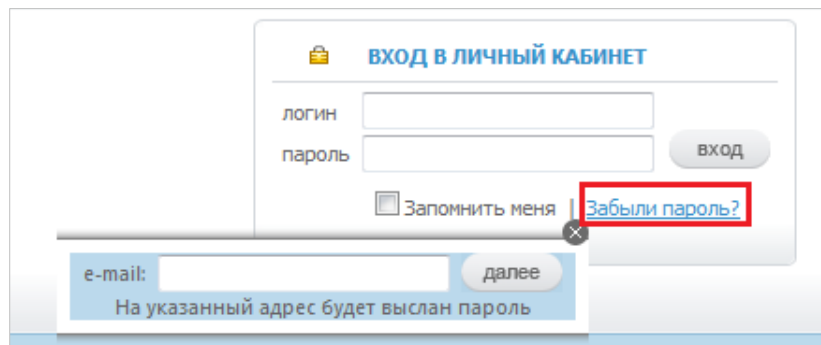 ВХОД В ЛИЧНЫЙ КАБИНЕТ
логин
пароль
вход
Запомнить меня | Забыли пароль?
e-mail:
далее
На указанный адрес будет выслан пароль